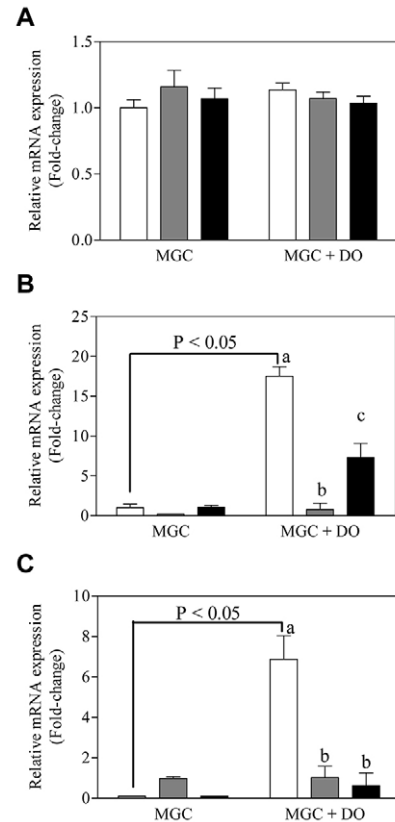 A
Relative mRNA expression
(Fold-change)
1.5
1.0
0.5
0.0
MGC
MGC + DO
B
Relative mRNA expression
(Fold-change)
25
20
15
10
5
0
P < 0.05
a
b
c
MGC
MGC + DO
C
Relative mRNA expression
(Fold-change)
8
6
4
2
0
P < 0.05
a
b
b
MGC
MGC + DO